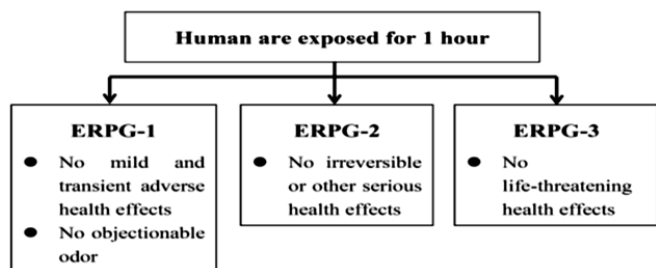 Human are exposed for 1 hour
ERPG-1
● No mild and
transient adverse
health effects
● No objectionable
odor
ERPG-2
● No irreversible
or other serious
health effects
ERPG-3
● No
life-threatening
health effects